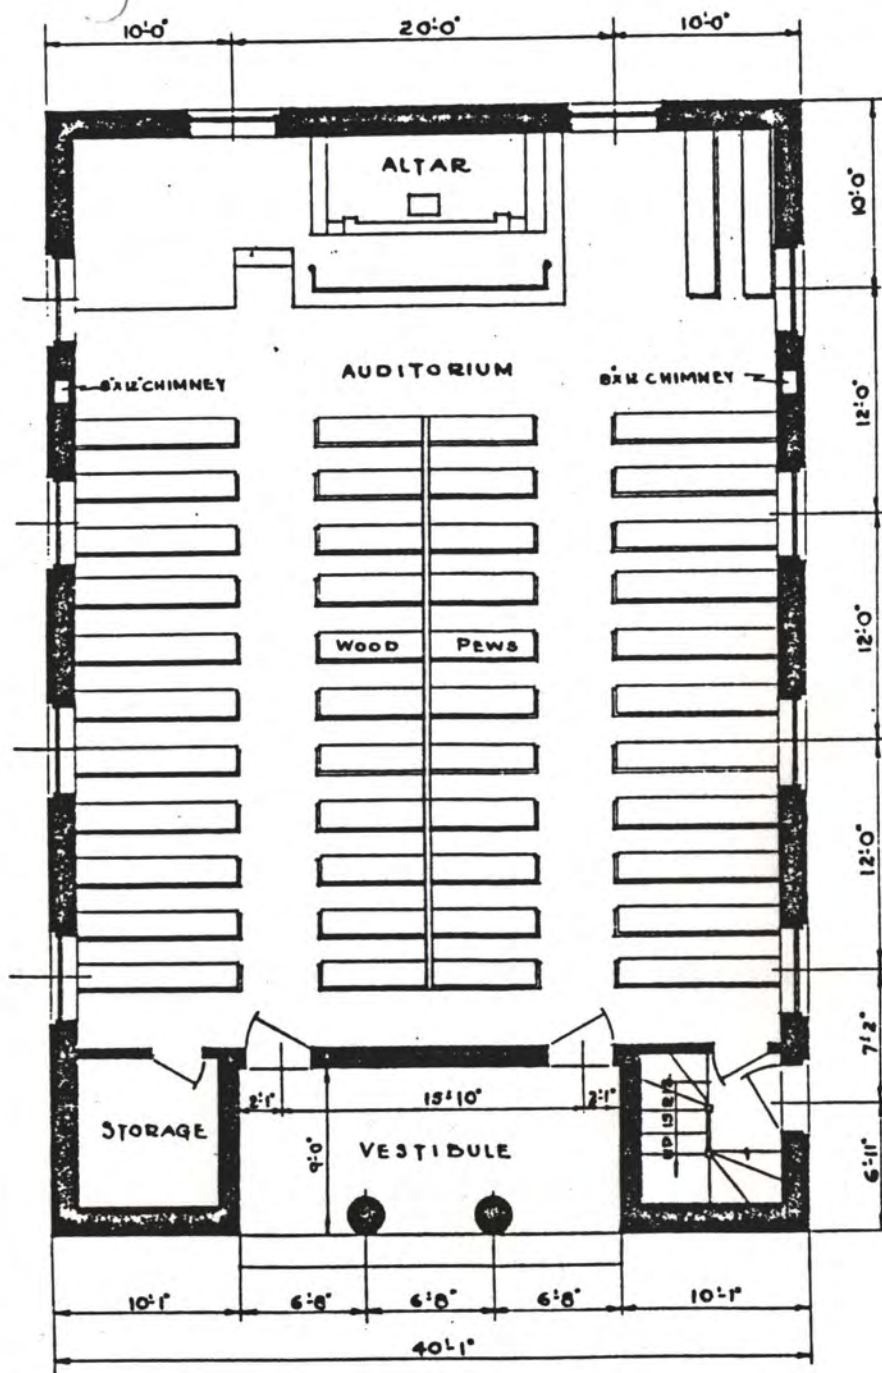 10'-0" 20'-0" 10'-0"
ALTAR
10'-0"
AUDITORIUM
8"x12" CHIMNEY
8"x12 CHIMNEY
12'-0"
12'-0"
WOOD PEWS
12'-0"
7'-2"
2'-1" 15'-10" 2'-1"
UP 15 R
STORAGE
VESTIBULE
9'-0"
6'-11"
10'-1" 6'-8" 6'-8" 6'-8" 10'-1"
40'-1"